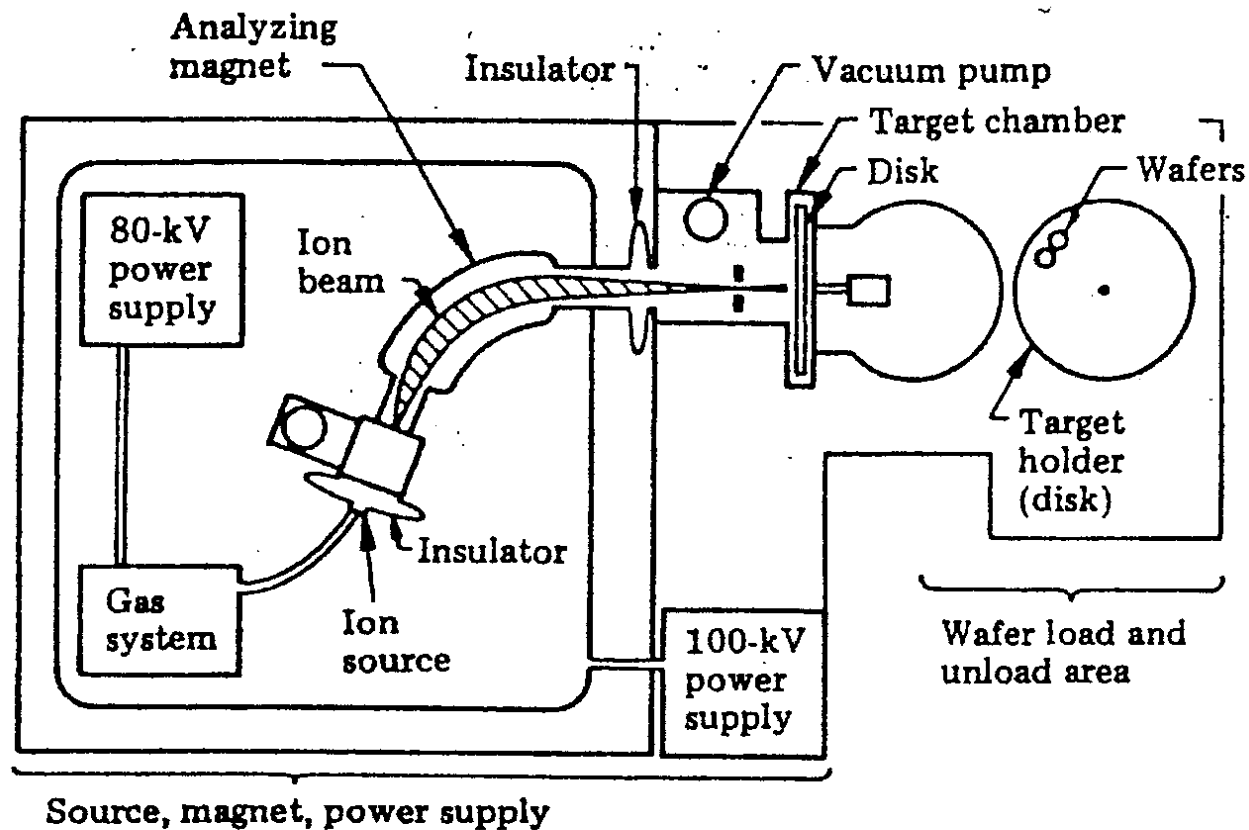 Analyzing
magnet
Insulator
Vacuum pump
Target chamber
Disk
Wafers
80-kV
power
supply
Ion
beam
Target
holder
(disk)
Insulator
Gas
system
Ion
source
100-kV
power
supply
Wafer load and
unload area
Source, magnet, power supply